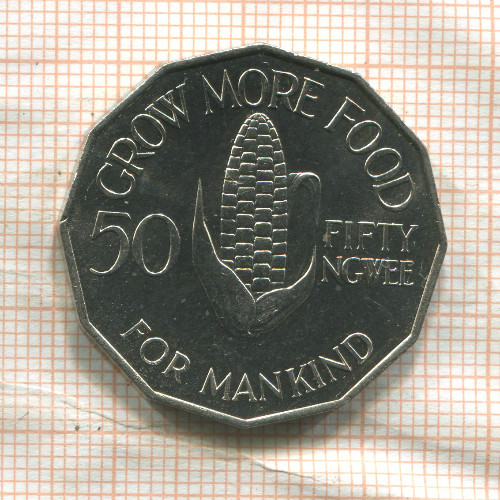 GROW MORE FOOD
50
FIFTY
NGWEE
FOR MANKIND